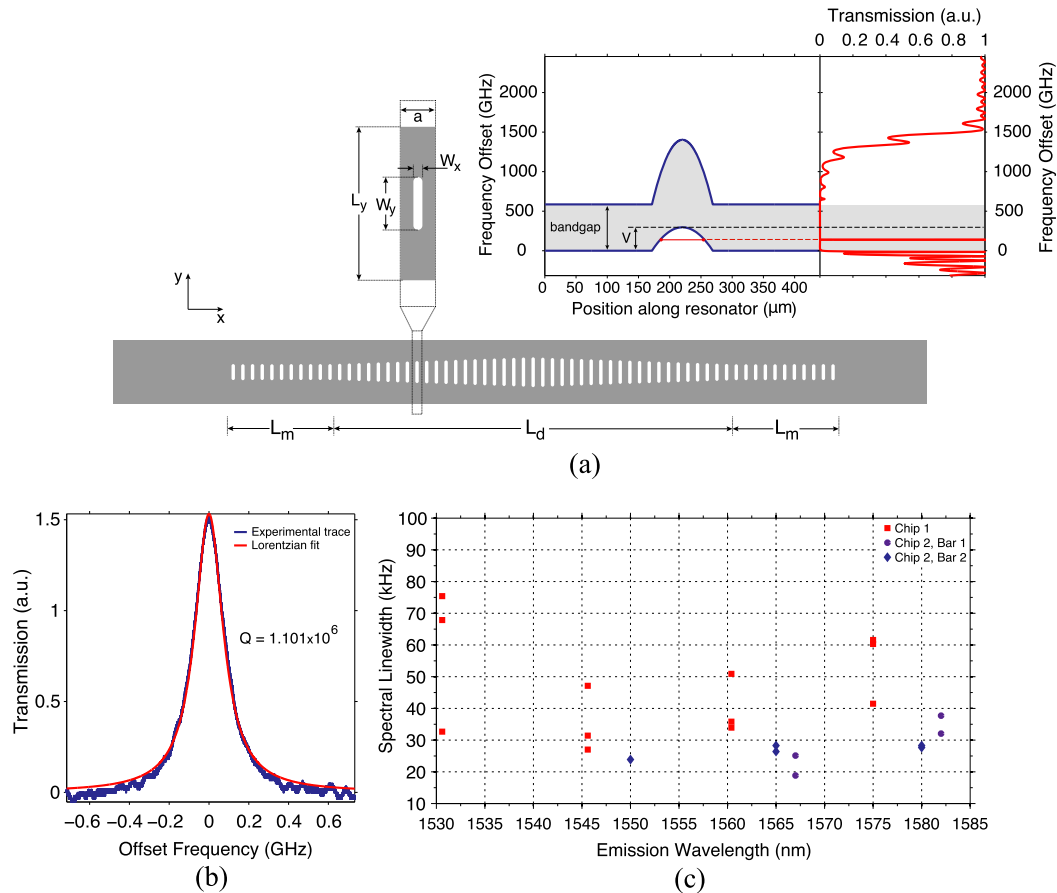 Transmission (a.u.)
0 0.2 0.4 0.6 0.8 1
Frequency Offset (GHz)
2000
1500
1000
500
0
bandgap
V
0 50 100 150 200 250 300 350 400
Position along resonator (μm)
2000
1500
1000
500
0
Frequency Offset (GHz)
a
Wx
Ly
Wy
y
x
Lm
Ld
Lm
(a)
Transmission (a.u.)
1.5
1
0.5
0
Experimental trace
Lorentzian fit
Q = 1.101x10^6
−0.6 −0.4 −0.2 0 0.2 0.4 0.6
Offset Frequency (GHz)
(b)
Spectral Linewidth (kHz)
100
90
80
70
60
50
40
30
20
10
Chip 1
Chip 2, Bar 1
Chip 2, Bar 2
1530 1535 1540 1545 1550 1555 1560 1565 1570 1575 1580 1585
Emission Wavelength (nm)
(c)